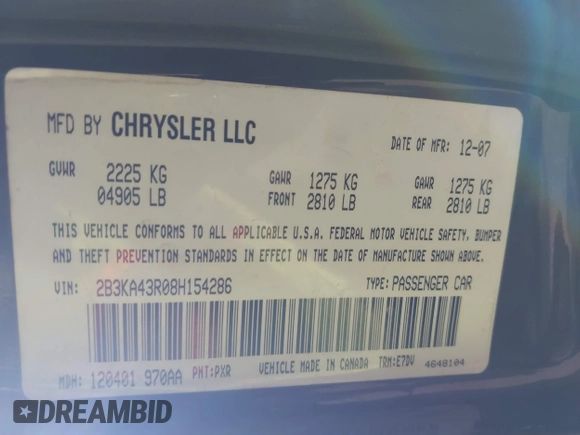 MFD BY CHRYSLER LLC DATE OF MFR: 12-07
GVWR 2225 KG GAWR 1275 KG GAWR 1275 KG
04905 LB FRONT 2810 LB REAR 2810 LB
THIS VEHICLE CONFORMS TO ALL APPLICABLE U.S.A. FEDERAL MOTOR VEHICLE SAFETY, BUMPER
AND THEFT PREVENTION STANDARDS IN EFFECT ON THE DATE OF MANUFACTURE SHOWN ABOVE.
VIN: 2B3KA43R08H154286 TYPE: PASSENGER CAR
MDH: 120401 970AA PNT: PXR VEHICLE MADE IN CANADA TRM: E7DV 4648104
DREAMBID